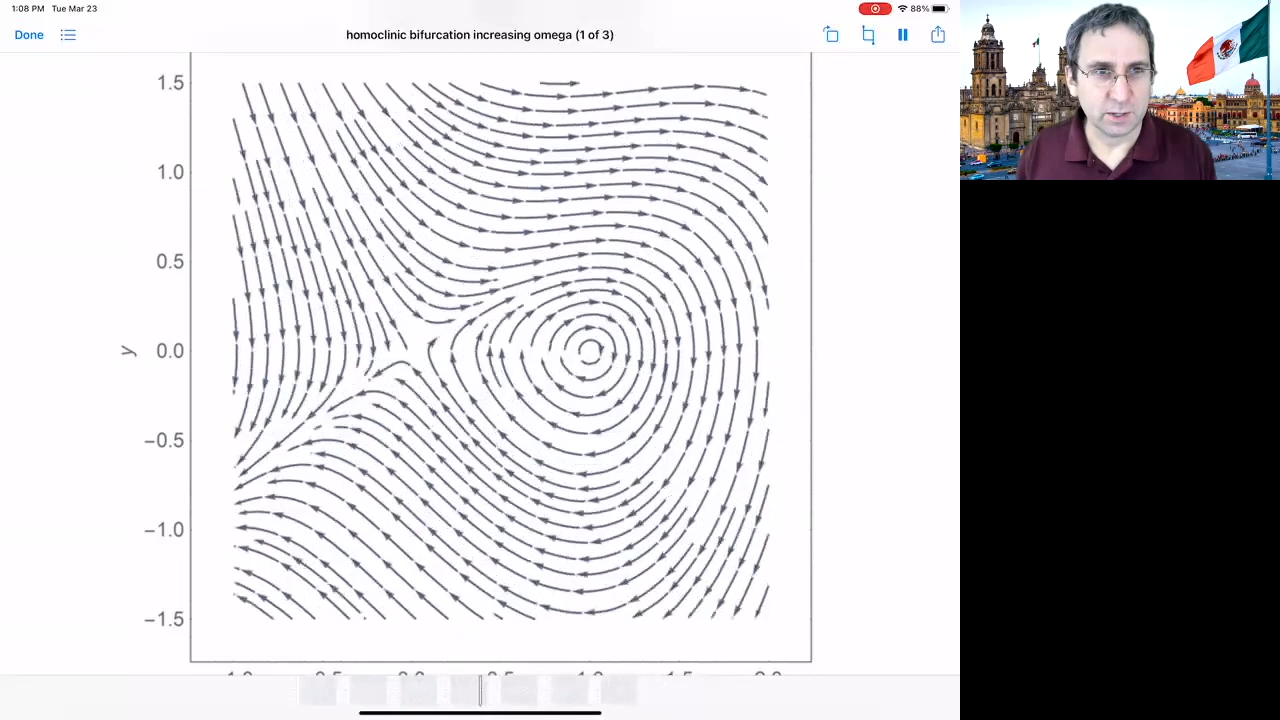 1:08 PM Tue Mar 23
88%
Done
homoclinic bifurcation increasing omega (1 of 3)
1.5
1.0
0.5
y
0.0
−0.5
−1.0
−1.5